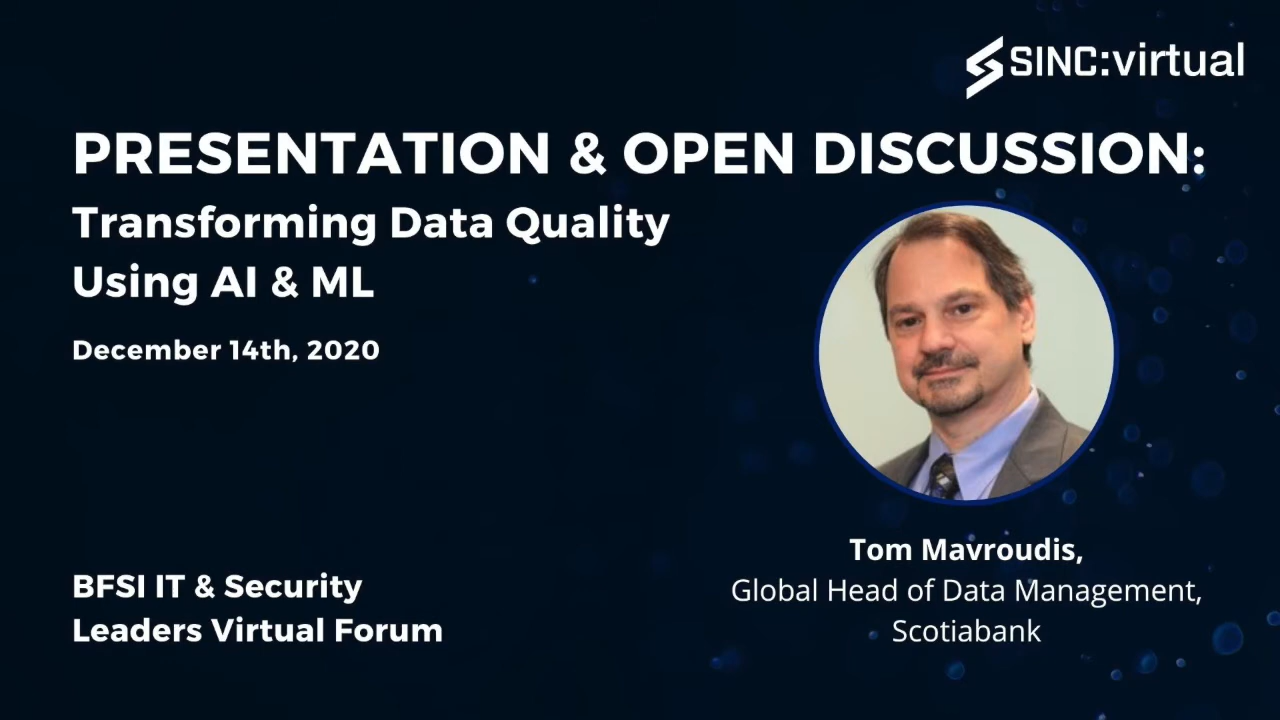 SINC:virtual
PRESENTATION & OPEN DISCUSSION:
Transforming Data Quality
Using AI & ML
December 14th, 2020
Tom Mavroudis,
Global Head of Data Management,
Scotiabank
BFSI IT & Security
Leaders Virtual Forum